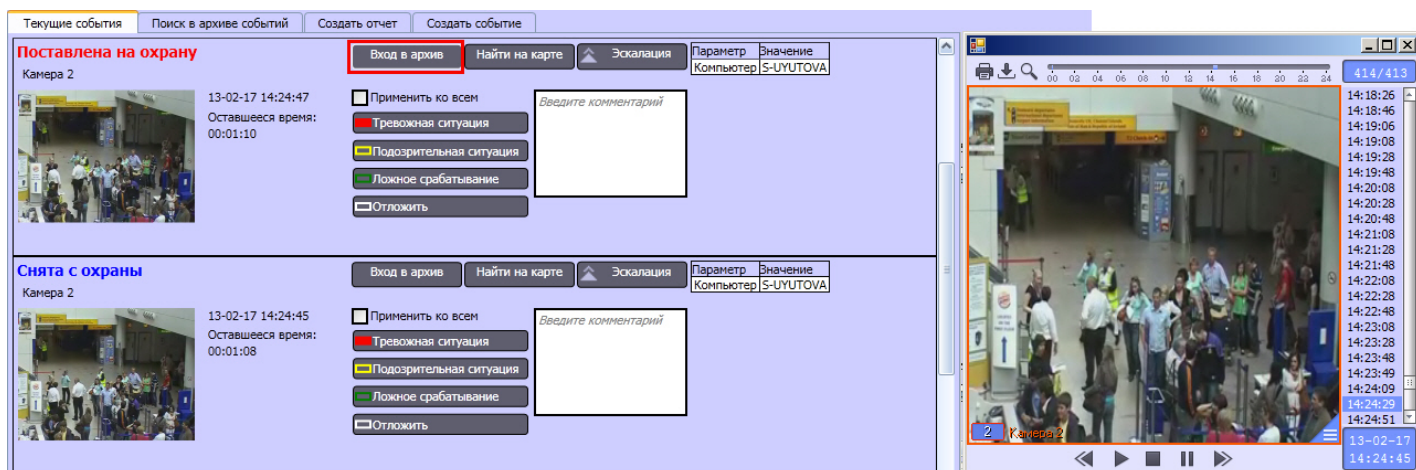 Текущие события Поиск в архиве событий Создать отчет Создать событие
Поставлена на охрану
Камера 2
Вход в архив Найти на карте Эскалация
Параметр Значение
Компьютер S-UYUTOVA
13-02-17 14:24:47
Оставшееся время:
00:01:10
Применить ко всем
Тревожная ситуация
Подозрительная ситуация
Ложное срабатывание
Отложить
Введите комментарий
Снята с охраны
Камера 2
Вход в архив Найти на карте Эскалация
Параметр Значение
Компьютер S-UYUTOVA
13-02-17 14:24:45
Оставшееся время:
00:01:08
Применить ко всем
Тревожная ситуация
Подозрительная ситуация
Ложное срабатывание
Отложить
Введите комментарий
00 02 04 06 08 10 12 14 16 18 20 22 24
414/413
14:18:26
14:18:46
14:19:06
14:19:08
14:19:28
14:19:48
14:20:08
14:20:28
14:20:48
14:21:08
14:21:28
14:21:48
14:22:08
14:22:28
14:22:48
14:23:08
14:23:28
14:23:48
14:23:49
14:24:09
14:24:29
14:24:51
2 Камера 2
13-02-17
14:24:45